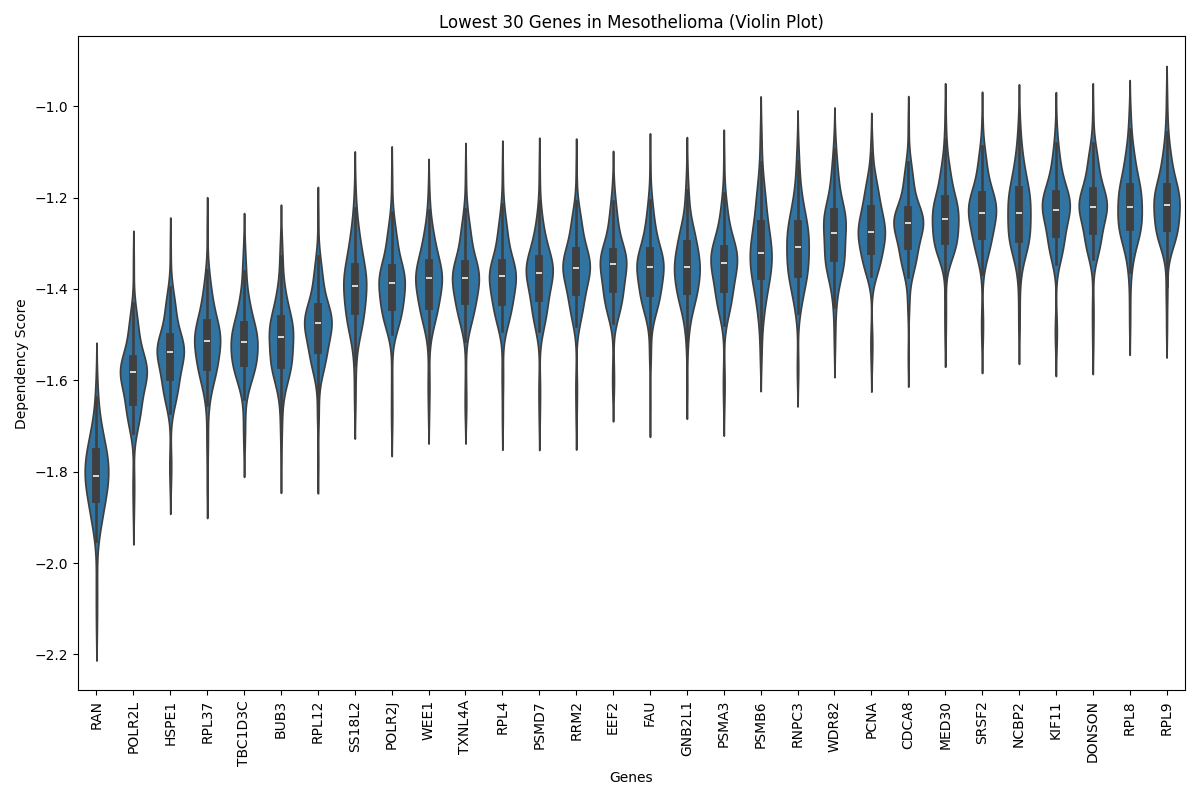 Lowest 30 Genes in Mesothelioma (Violin Plot)
Dependency Score
−1.0
−1.2
−1.4
−1.6
−1.8
−2.0
−2.2
RAN
POLR2L
HSPE1
RPL37
TBC1D3C
BUB3
RPL12
SS18L2
POLR2J
WEE1
TXNL4A
RPL4
PSMD7
RRM2
EEF2
FAU
GNB2L1
PSMA3
PSMB6
RNPC3
WDR82
PCNA
CDCA8
MED30
SRSF2
NCBP2
KIF11
DONSON
RPL8
RPL9
Genes